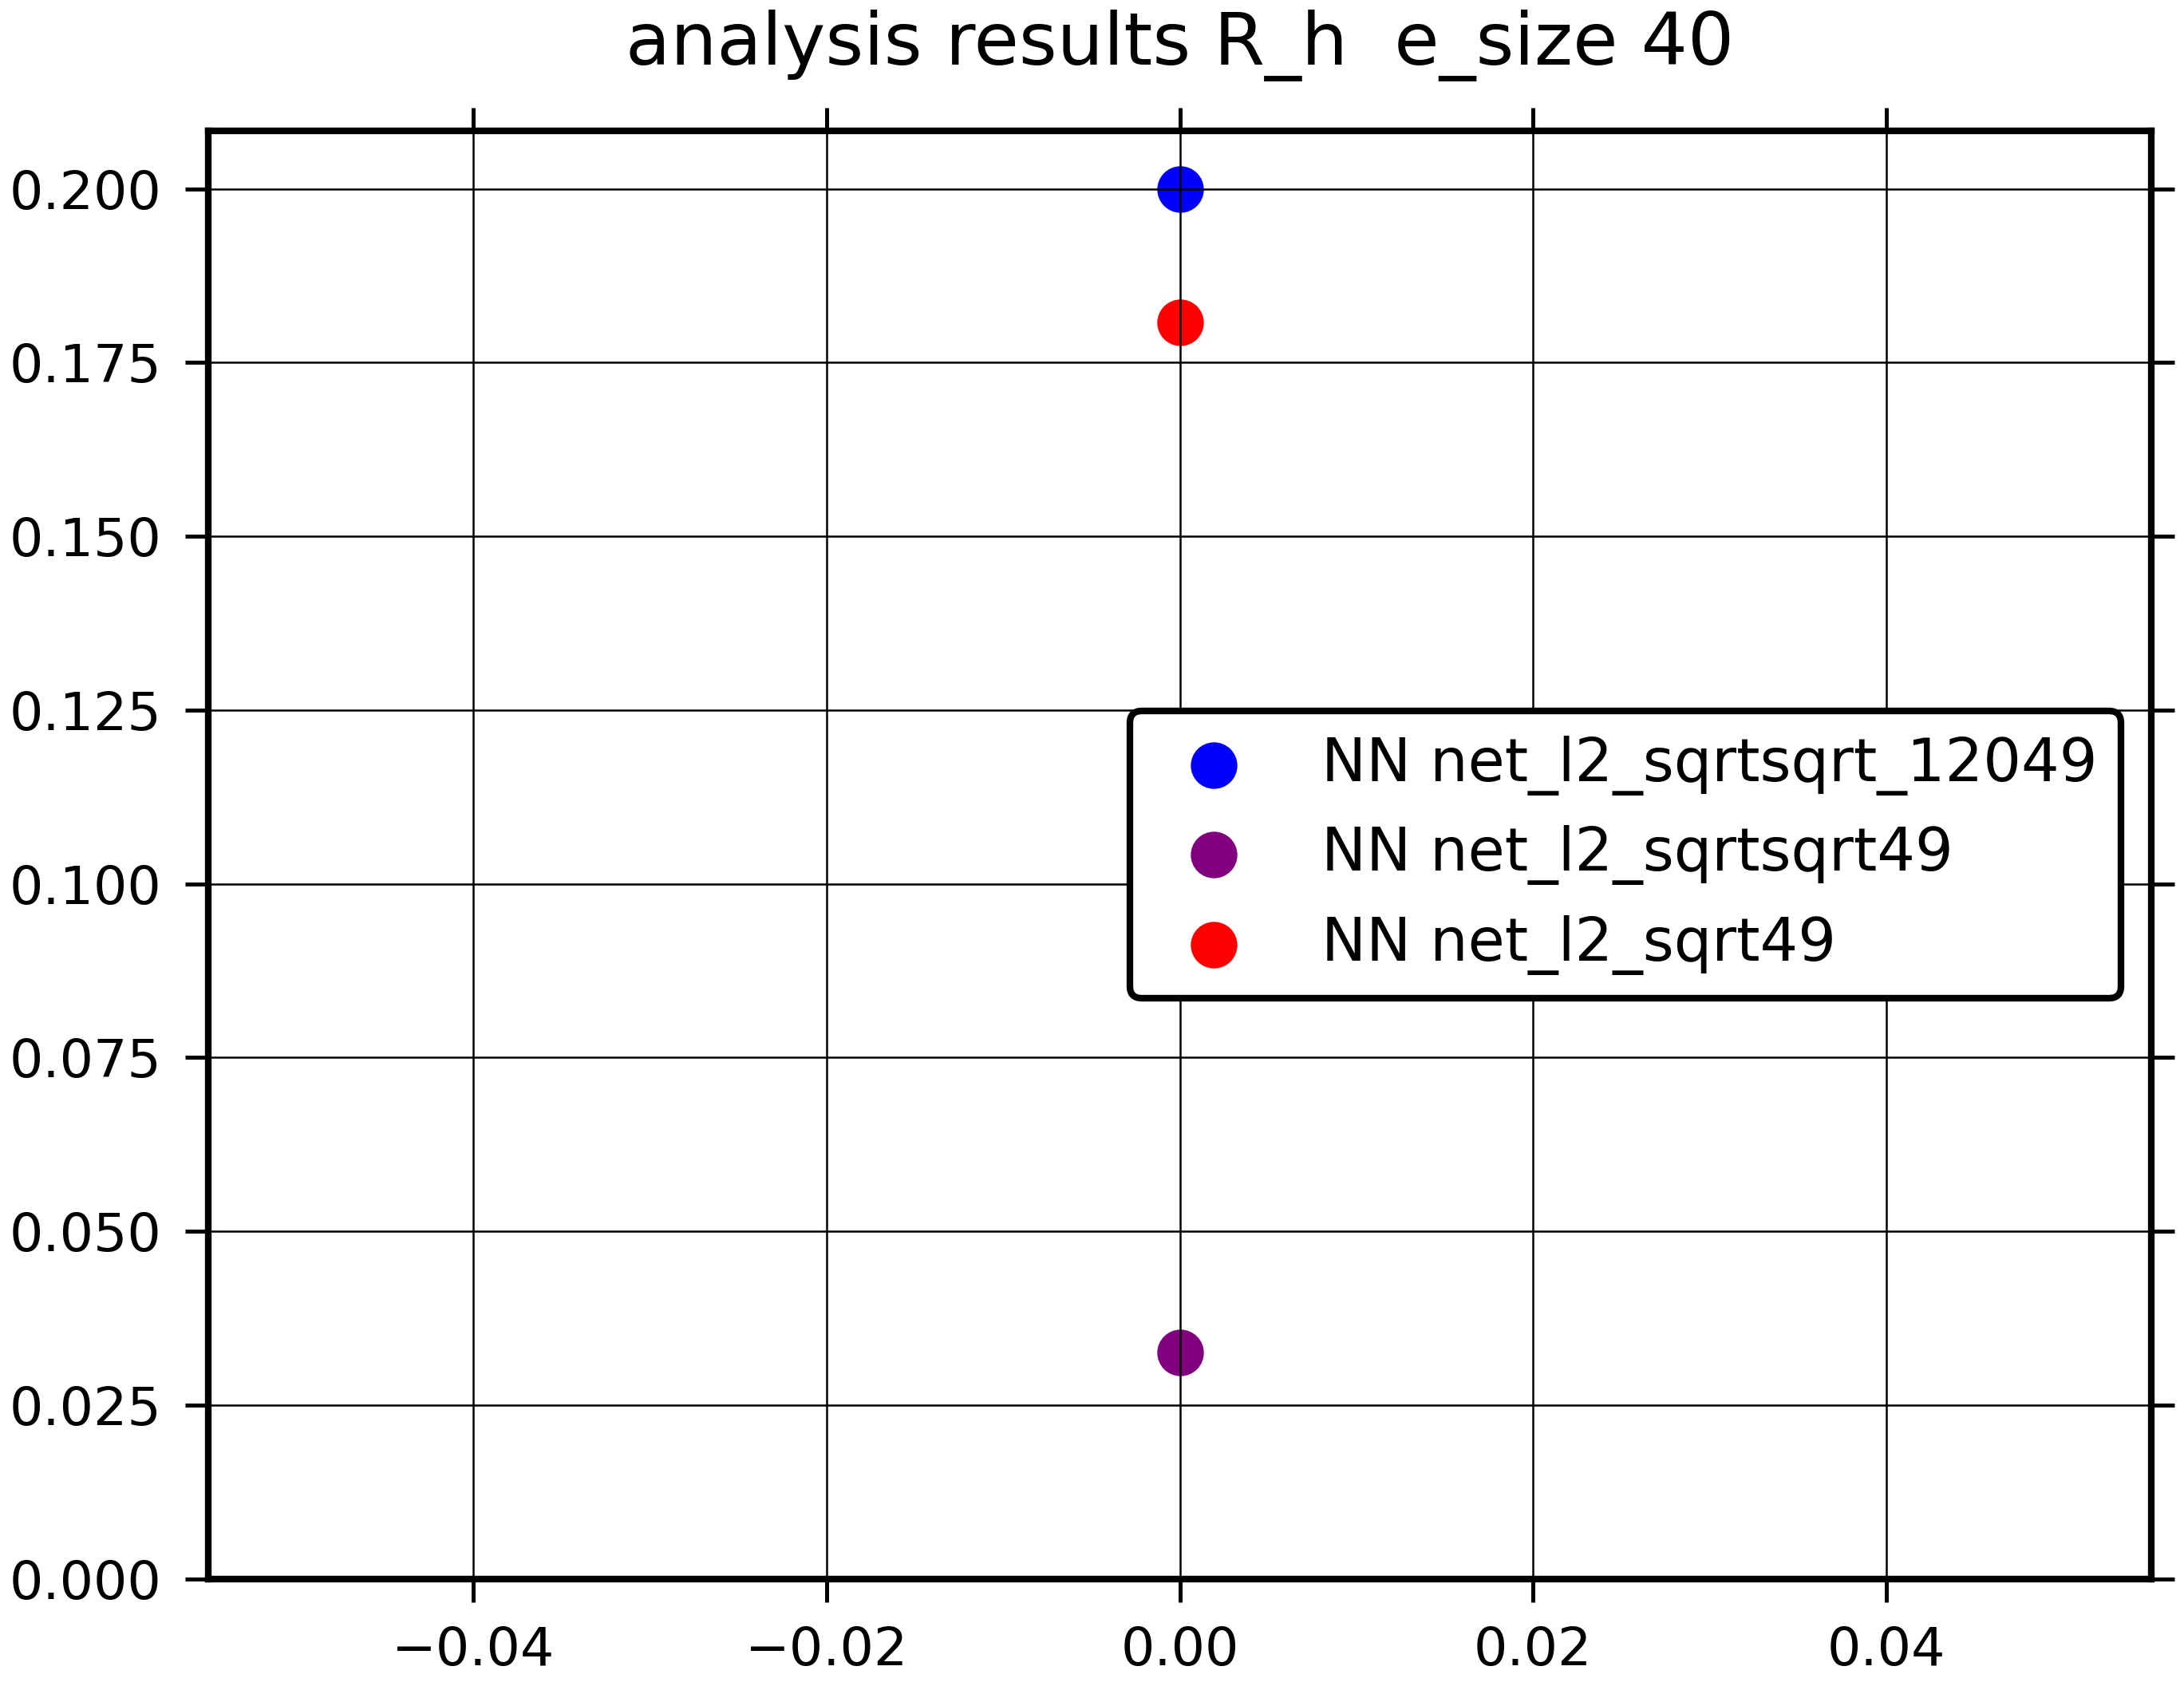 analysis results R_h  e_size 40
0.200
0.175
0.150
0.125
0.100
0.075
0.050
0.025
0.000
NN net_l2_sqrtsqrt_12049
NN net_l2_sqrtsqrt49
NN net_l2_sqrt49
−0.04 −0.02 0.00 0.02 0.04